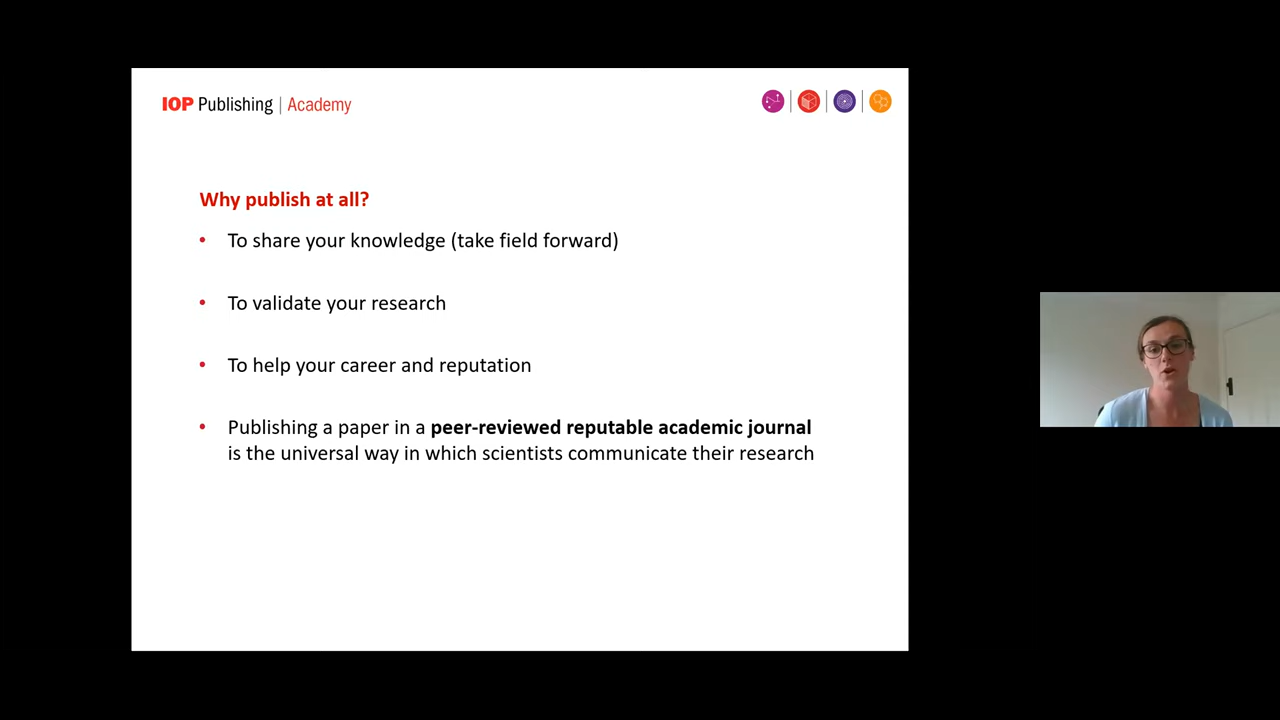 IOP Publishing | Academy
Why publish at all?
• To share your knowledge (take field forward)
• To validate your research
• To help your career and reputation
• Publishing a paper in a peer-reviewed reputable academic journal
is the universal way in which scientists communicate their research